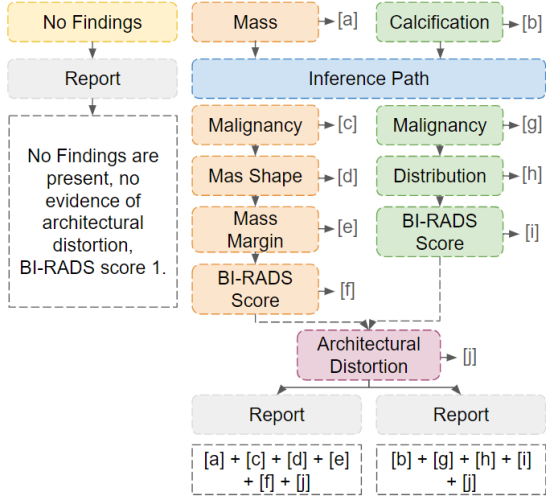 No Findings
Report
No Findings are
present, no
evidence of
architectural
distortion,
BI-RADS score 1.
Mass
[a]
Calcification
[b]
Inference Path
Malignancy
[c]
Mas Shape
[d]
Mass
Margin
[e]
BI-RADS
Score
[f]
Malignancy
[g]
Distribution
[h]
BI-RADS
Score
[i]
Architectural
Distortion
[j]
Report
[a] + [c] + [d] + [e]
+ [f] + [j]
Report
[b] + [g] + [h] + [i]
+ [j]